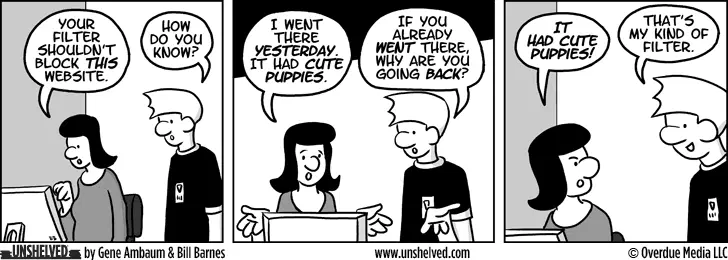 YOUR
FILTER
SHOULDN'T
BLOCK THIS
WEBSITE.
HOW
DO YOU
KNOW?
I WENT
THERE
YESTERDAY.
IT HAD CUTE
PUPPIES.
IF YOU
ALREADY
WENT THERE,
WHY ARE YOU
GOING BACK?
IT
HAD CUTE
PUPPIES!
THAT'S
MY KIND OF
FILTER.
UNSHELVED by Gene Ambaum & Bill Barnes
www.unshelved.com
© Overdue Media LLC